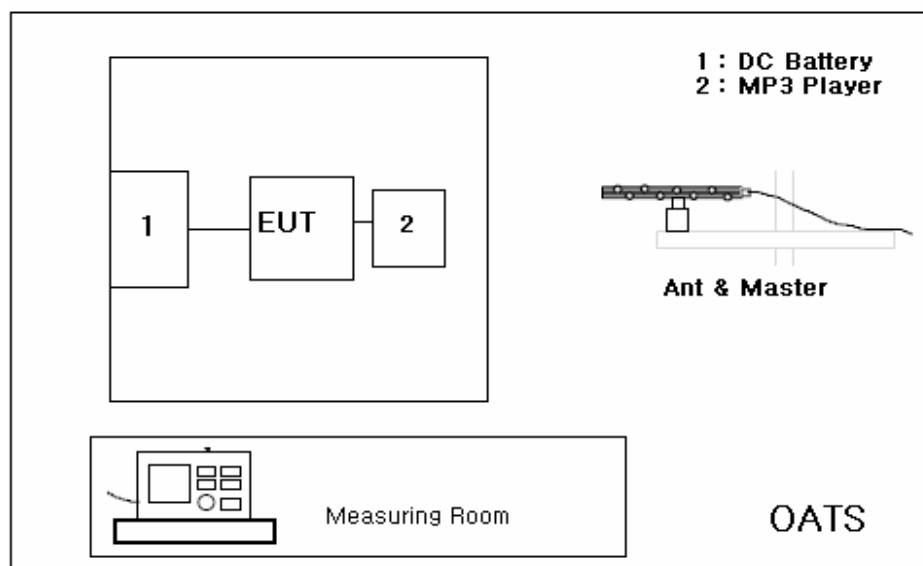 1 : DC Battery
2 : MP3 Player
1
EUT
2
Ant & Master
Measuring Room
OATS